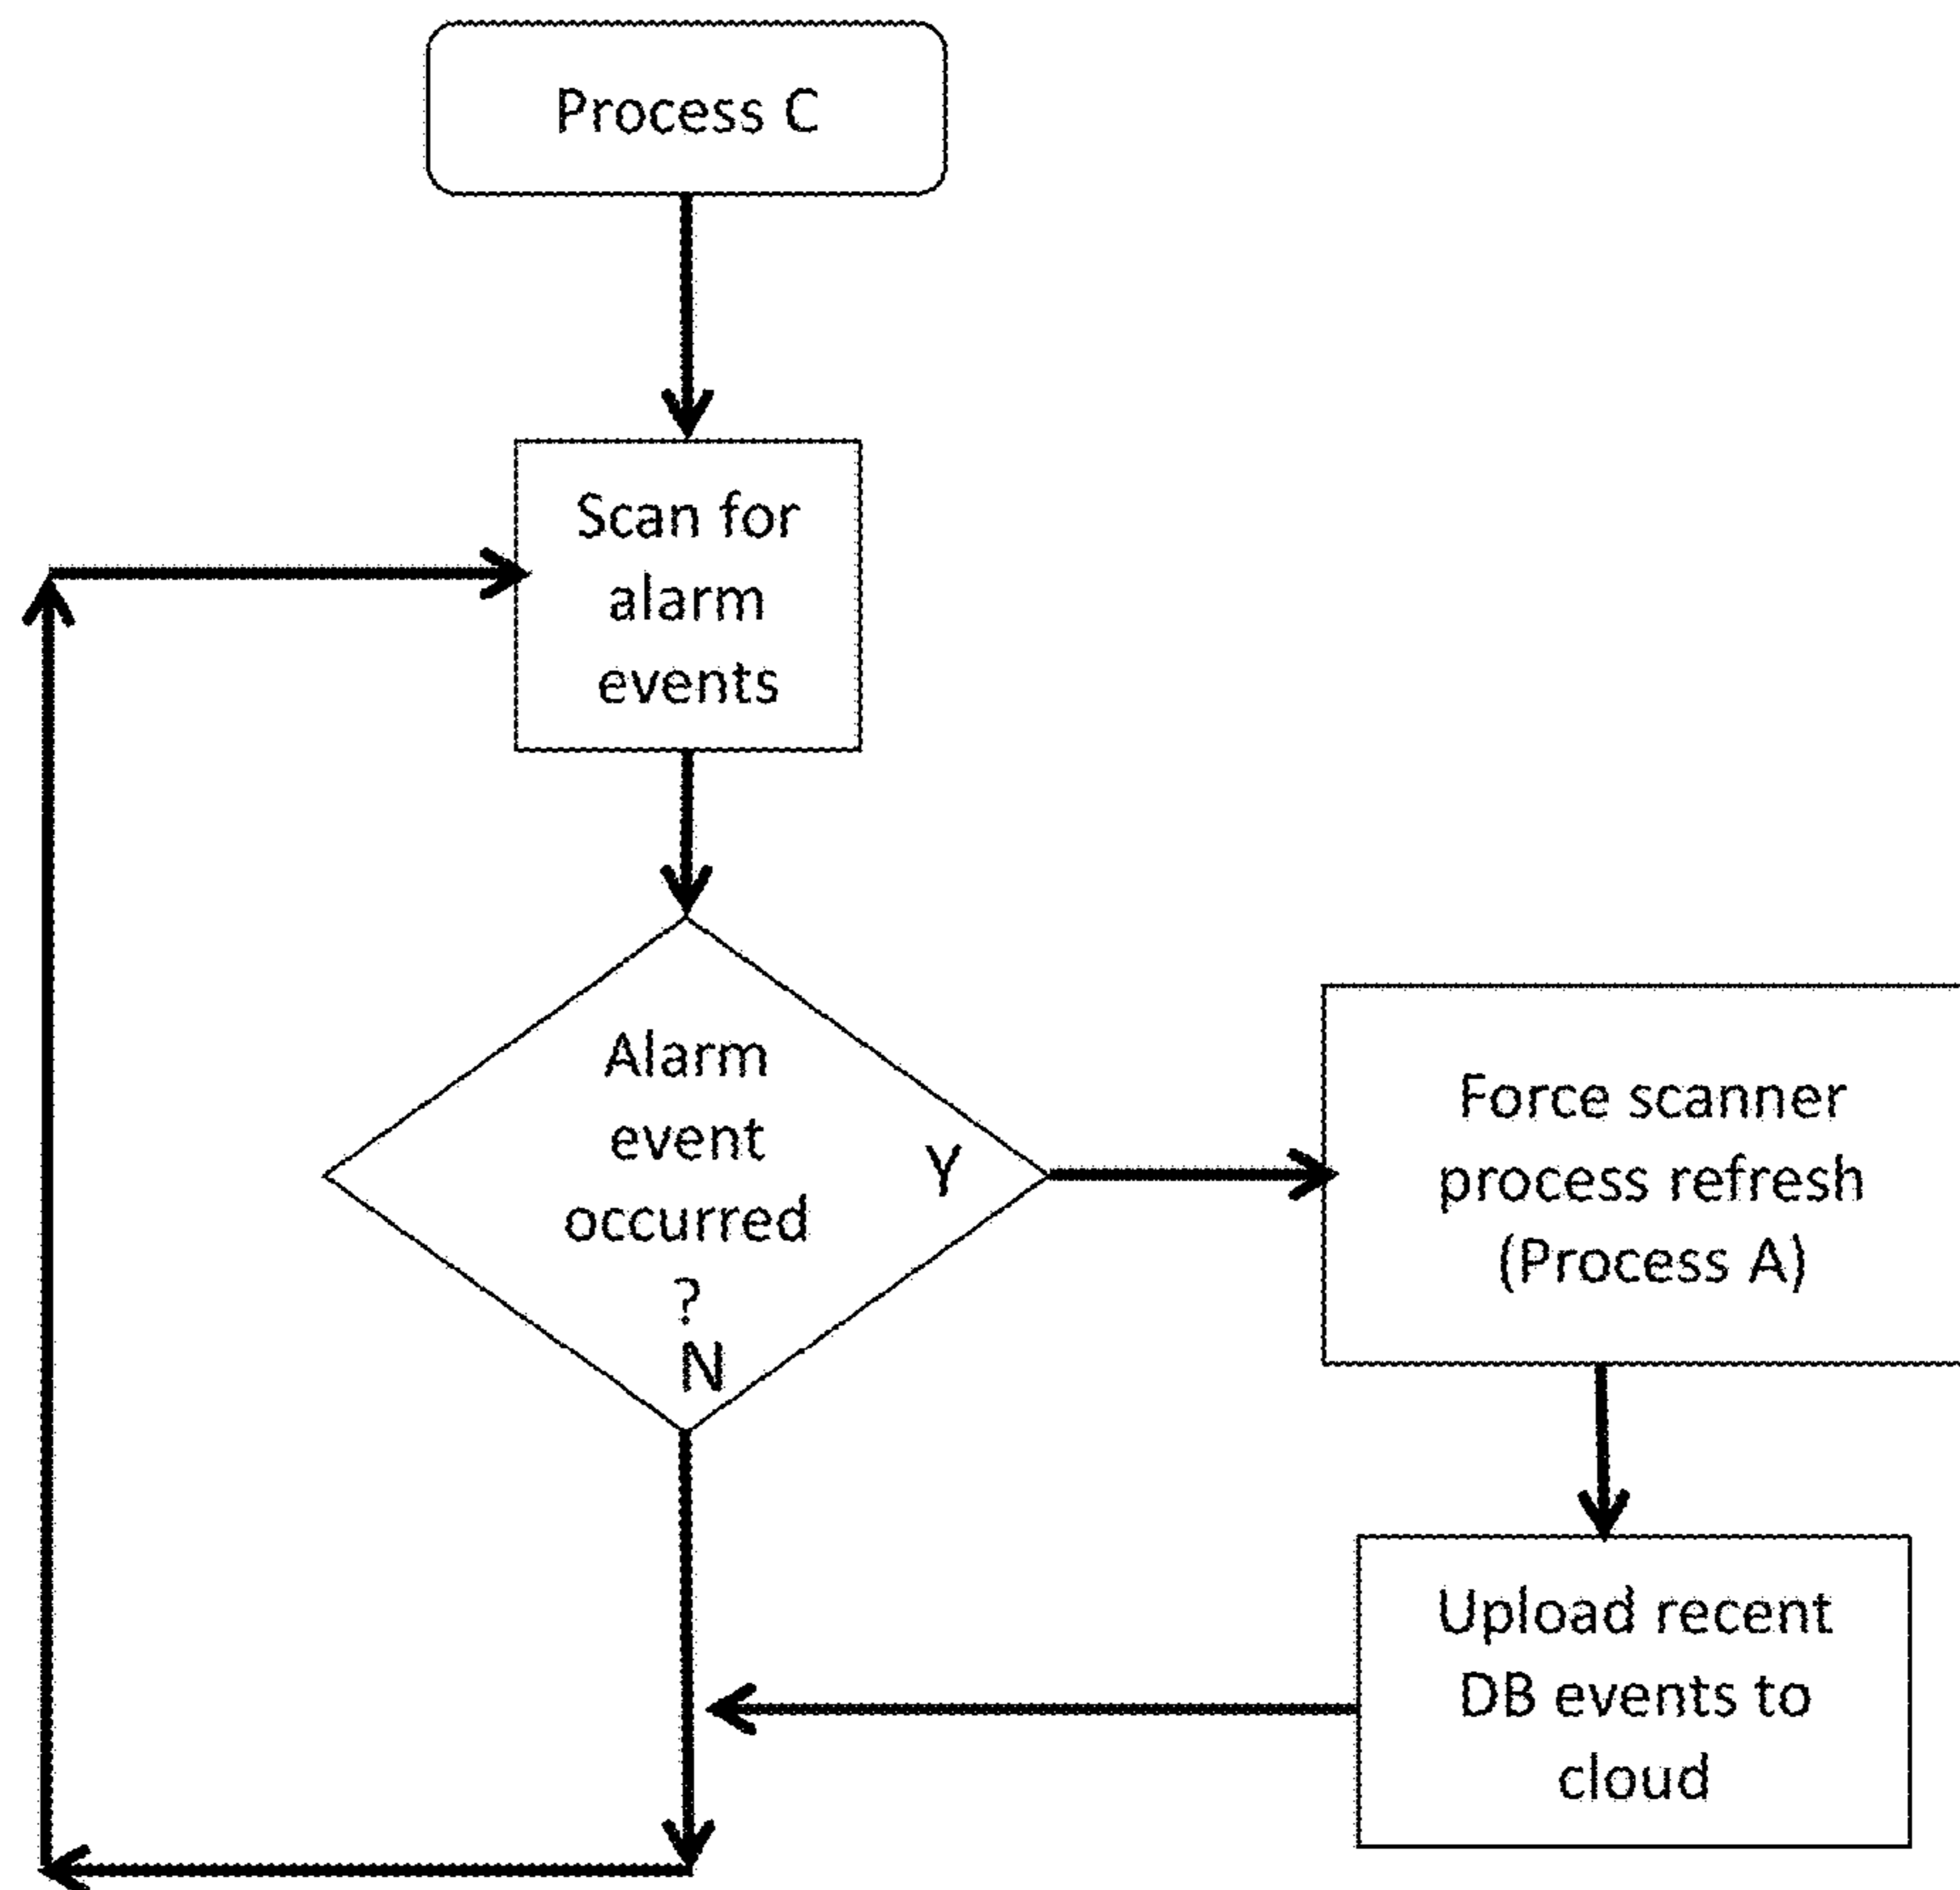 Process C
Scan for
alarm
events
Alarm
event
occurred
?
Y
N
Force scanner
process refresh
(Process A)
Upload recent
DB events to
cloud